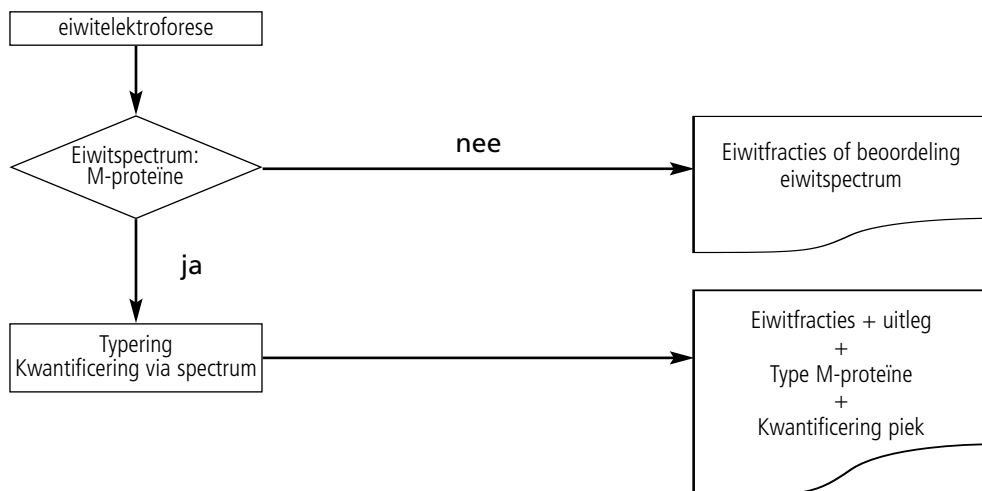 eiwitelektroforese
Eiwitspectrum:
M-proteïne
nee
Eiwitfracties of beoordeling
eiwitspectrum
ja
Typering
Kwantificering via spectrum
Eiwitfracties + uitleg
+
Type M-proteïne
+
Kwantificering piek